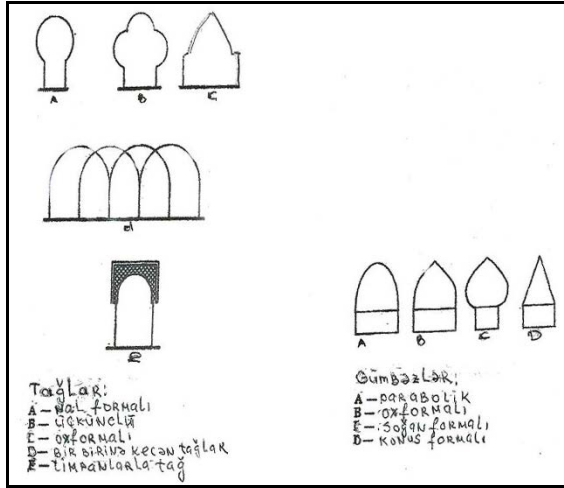 A B C
d
E
A B C D
Tağlar:
A – Nal formalı
B – üçküncLü
C – oxformalı
D – bir birinə keçən tağlar
E – timpanlarla tağ
Gümbəzlər:
A – parabolik
B – oxformalı
C – soğan formalı
D – konus formalı